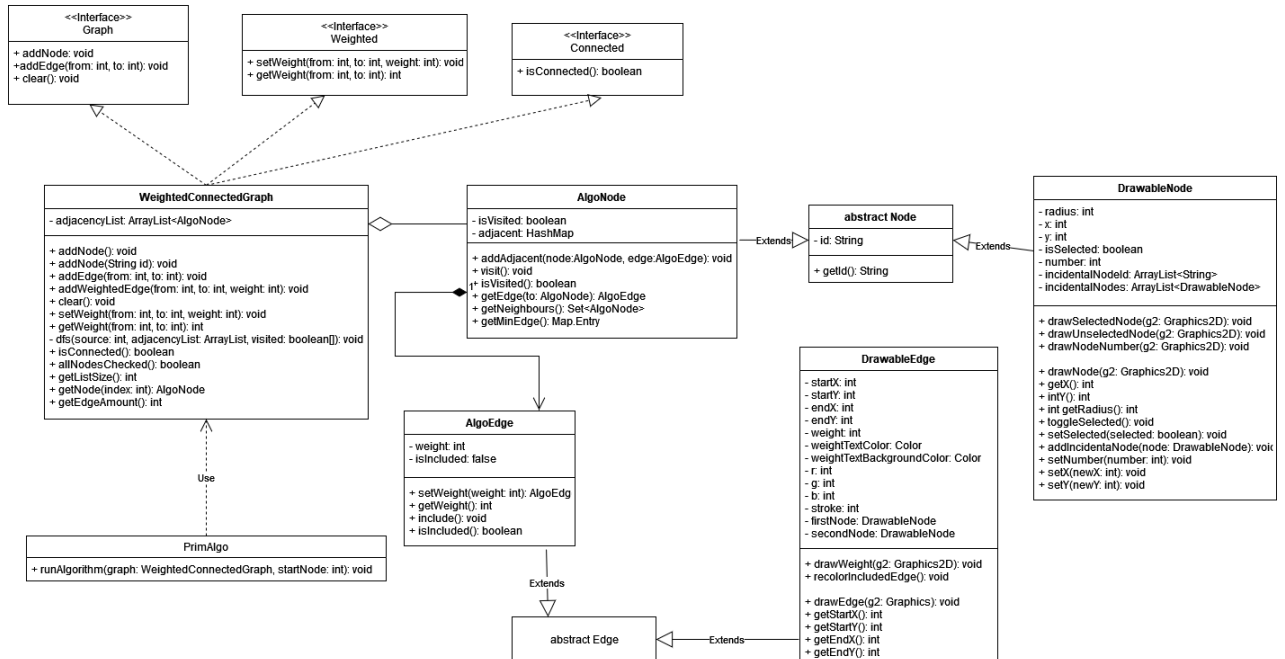 <<Interface>>
Graph
+ addNode: void
+addEdge(from: int, to: int): void
+ clear(): void
<<Interface>>
Weighted
+ setWeight(from: int, to: int, weight: int): void
+ getWeight(from: int, to: int): int
<<Interface>>
Connected
+ isConnected(): boolean
WeightedConnectedGraph
- adjacencyList: ArrayList<AlgoNode>
+ addNode(): void
+ addNode(String id): void
+ addEdge(from: int, to: int): void
+ addWeightedEdge(from: int, to: int, weight: int): void
+ clear(): void
+ setWeight(from: int, to: int, weight: int): void
+ getWeight(from: int, to: int): int
- dfs(source: int, adjacencyList: ArrayList, visited: boolean[]): void
+ isConnected(): boolean
+ allNodesChecked(): boolean
+ getListSize(): int
+ getNode(index: int): AlgoNode
+ getEdgeAmount(): int
AlgoNode
- isVisited: boolean
- adjacent: HashMap
+ addAdjacent(node:AlgoNode, edge:AlgoEdge): void
+ visit(): void
+ isVisited(): boolean
+ getEdge(to: AlgoNode): AlgoEdge
+ getNeighbours(): Set<AlgoNode>
+ getMinEdge(): Map.Entry
1
Extends
abstract Node
- id: String
+ getId(): String
Extends
DrawableNode
- radius: int
- x: int
- y: int
- isSelected: boolean
- number: int
- incidentalNodeId: ArrayList<String>
- incidentalNodes: ArrayList<DrawableNode>
+ drawSelectedNode(g2: Graphics2D): void
+ drawUnselectedNode(g2: Graphics2D): void
+ drawNodeNumber(g2: Graphics2D): void
+ drawNode(g2: Graphics2D): void
+ getX(): int
+ intY(): int
+ int getRadius(): int
+ toggleSelected(): void
+ setSelected(selected: boolean): void
+ addIncidentaNode(node: DrawableNode): voic
+ setNumber(number: int): void
+ setX(newX: int): void
+ setY(newY: int): void
DrawableEdge
- startX: int
- startY: int
- endX: int
- endY: int
- weight: int
- weightTextColor: Color
- weightTextBackgroundColor: Color
- r: int
- g: int
- b: int
- stroke: int
- firstNode: DrawableNode
- secondNode: DrawableNode
+ drawWeight(g2: Graphics2D): void
+ recolorIncludedEdge(): void
+ drawEdge(g2: Graphics): void
+ getStartX(): int
+ getStartY(): int
+ getEndX(): int
+ getEndY(): int
AlgoEdge
- weight: int
- isIncluded: false
+ setWeight(weight: int): AlgoEdg
+ getWeight(): int
+ include(): void
+ isIncluded(): boolean
Use
PrimAlgo
+ runAlgorithm(graph: WeightedConnectedGraph, startNode: int): void
Extends
abstract Edge
Extends